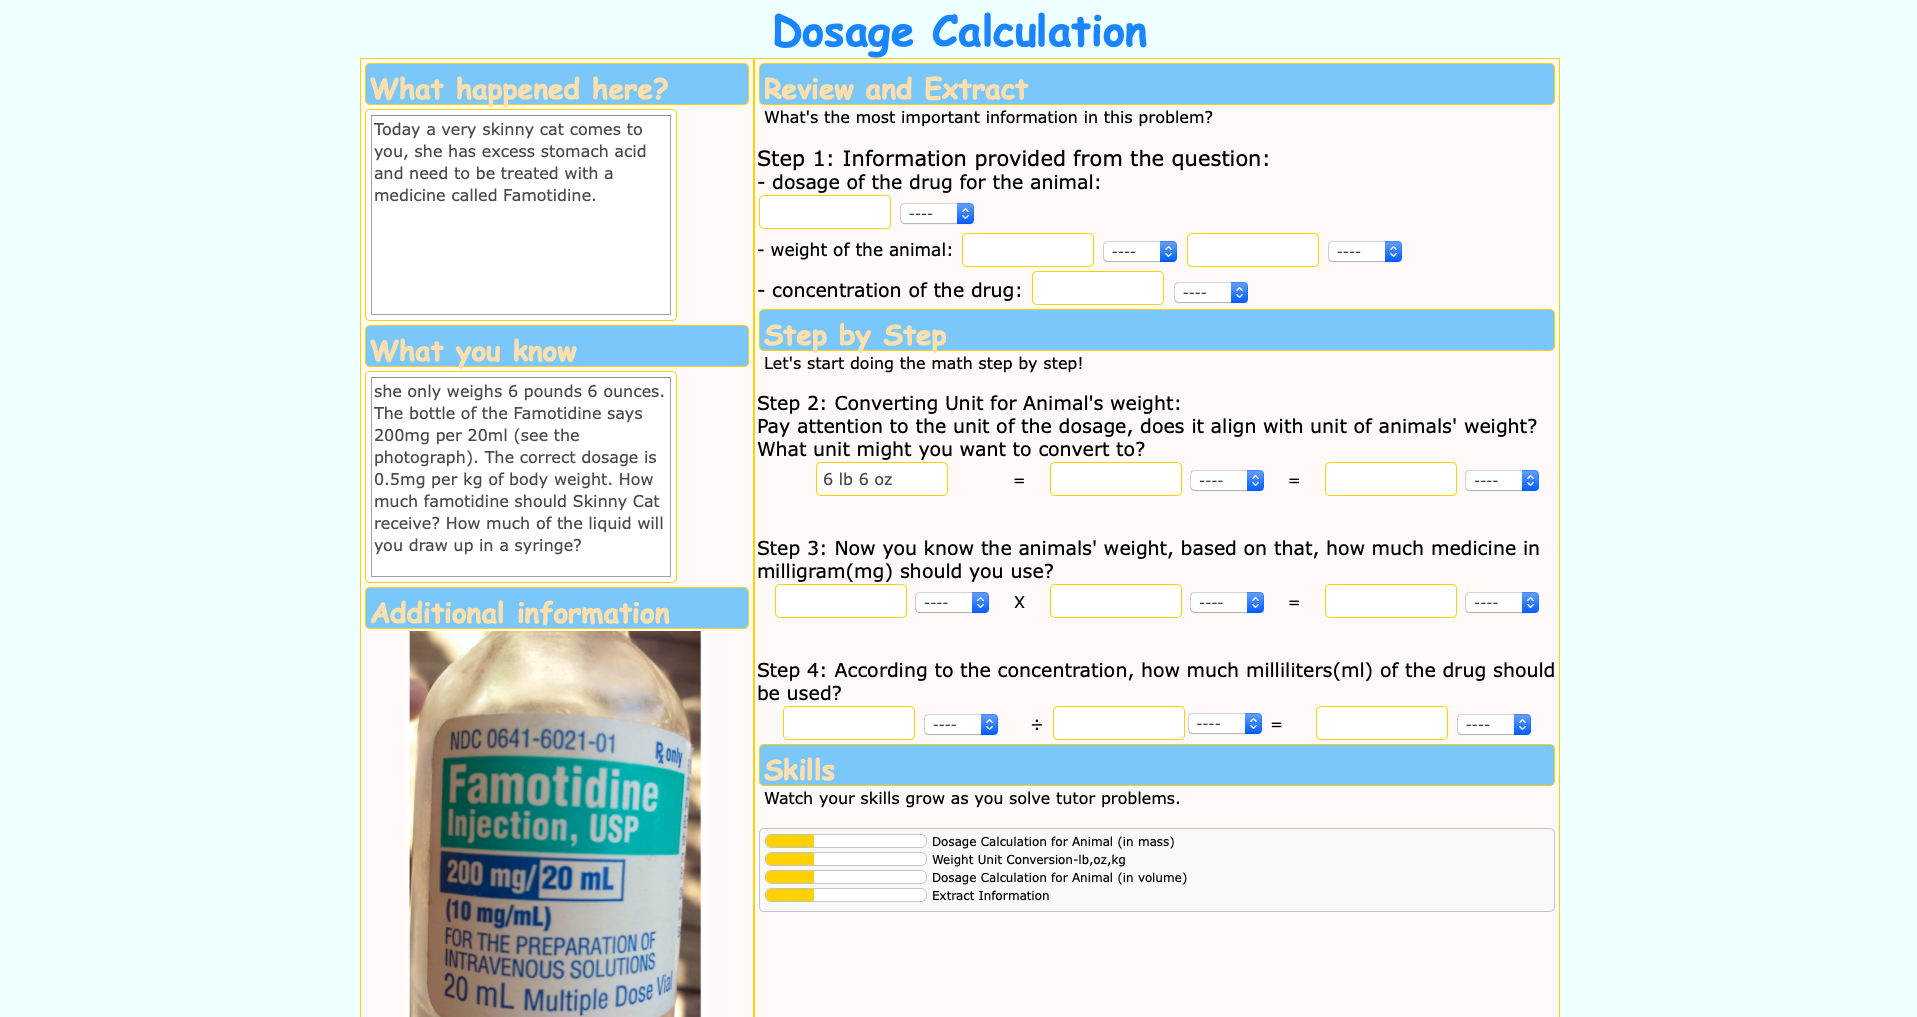 Dosage Calculation
What happened here?
Today a very skinny cat comes to
you, she has excess stomach acid
and need to be treated with a
medicine called Famotidine.
What you know
she only weighs 6 pounds 6 ounces.
The bottle of the Famotidine says
200mg per 20ml (see the
photograph). The correct dosage is
0.5mg per kg of body weight. How
much famotidine should Skinny Cat
receive? How much of the liquid will
you draw up in a syringe?
Additional information
NDC 0641-6021-01
Rx only
Famotidine
Injection, USP
200 mg/20 mL
(10 mg/mL)
FOR THE PREPARATION OF
INTRAVENOUS SOLUTIONS
20 mL Multiple Dose Vial
Review and Extract
What's the most important information in this problem?
Step 1: Information provided from the question:
- dosage of the drug for the animal:
----
- weight of the animal: ---- ----
- concentration of the drug: ----
Step by Step
Let's start doing the math step by step!
Step 2: Converting Unit for Animal's weight:
Pay attention to the unit of the dosage, does it align with unit of animals' weight?
What unit might you want to convert to?
6 lb 6 oz = ---- = ----
Step 3: Now you know the animals' weight, based on that, how much medicine in
milligram(mg) should you use?
---- X ---- = ----
Step 4: According to the concentration, how much milliliters(ml) of the drug should
be used?
---- ÷ ---- = ----
Skills
Watch your skills grow as you solve tutor problems.
Dosage Calculation for Animal (in mass)
Weight Unit Conversion-lb,oz,kg
Dosage Calculation for Animal (in volume)
Extract Information